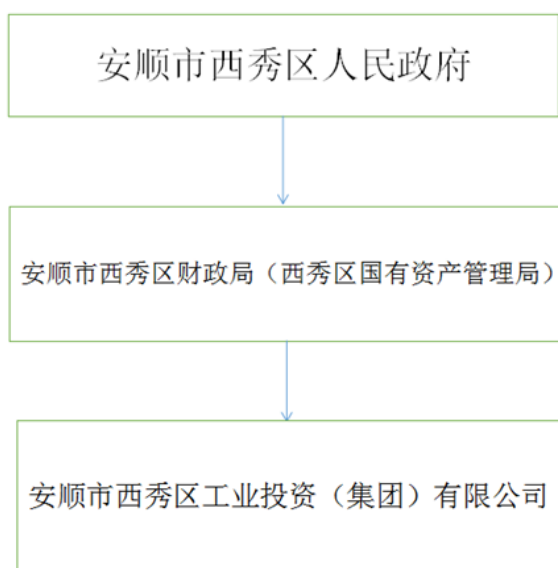 安顺市西秀区人民政府
安顺市西秀区财政局（西秀区国有资产管理局）
安顺市西秀区工业投资（集团）有限公司